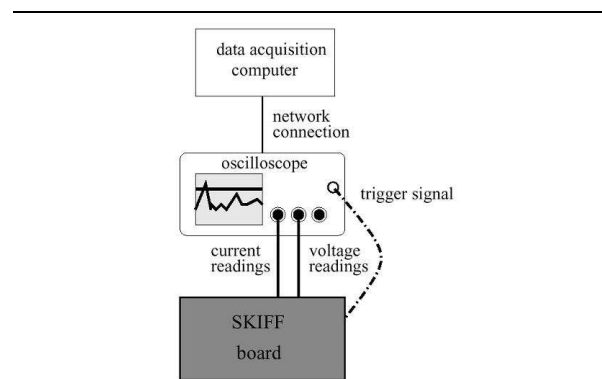 data acquisition
computer
network
connection
oscilloscope
trigger signal
current
readings
voltage
readings
SKIFF
board